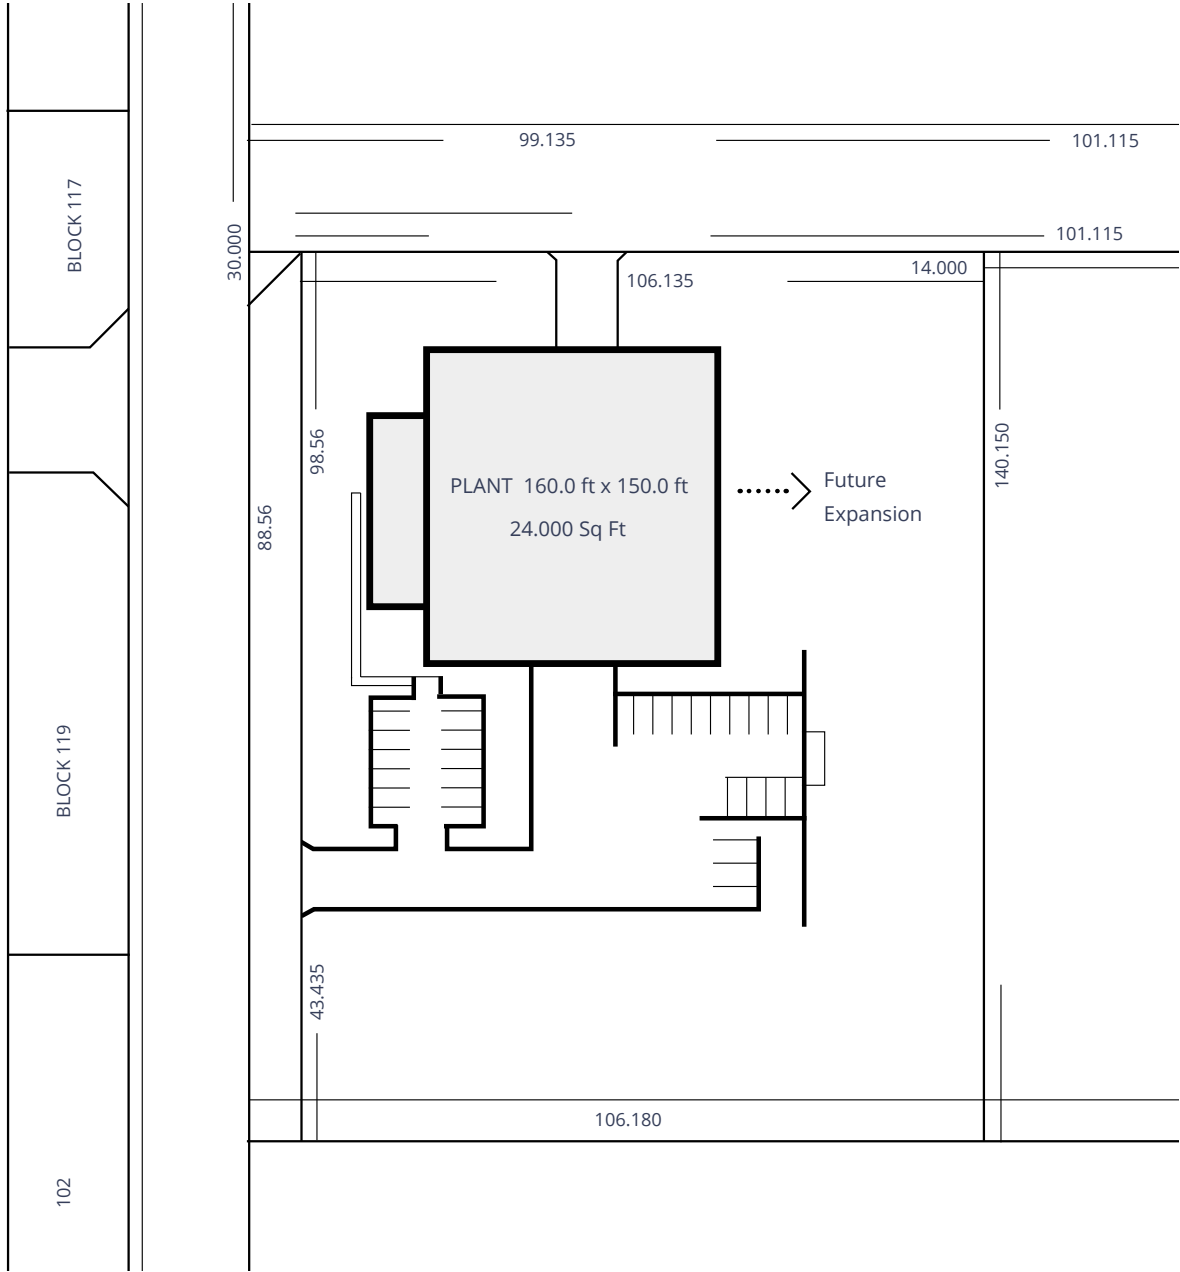 99.135
101.115
BLOCK 117
30.000
101.115
14.000
106.135
98.56
140.150
88.56
PLANT 160.0 ft x 150.0 ft
24.000 Sq Ft
Future
Expansion
BLOCK 119
43.435
106.180
102